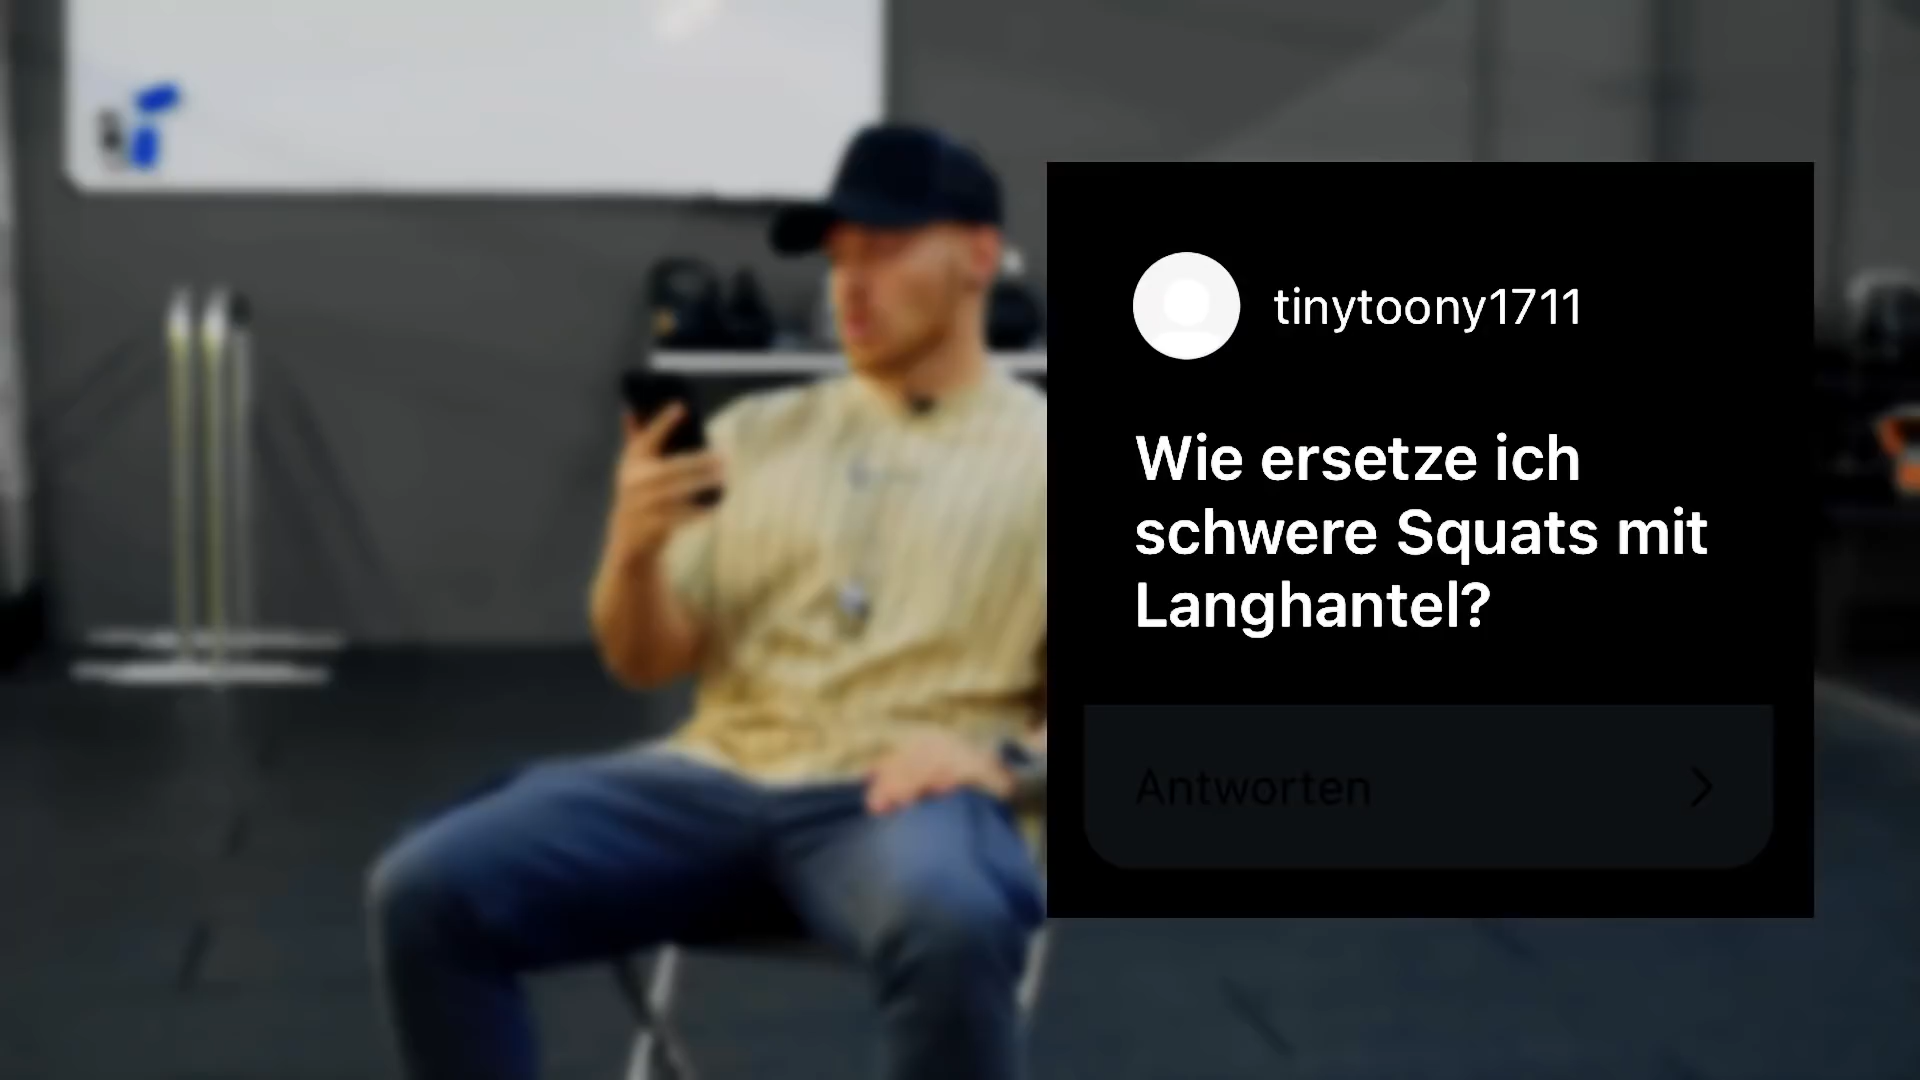 tinytoony1711
Wie ersetze ich
schwere Squats mit
Langhantel?
Antworten